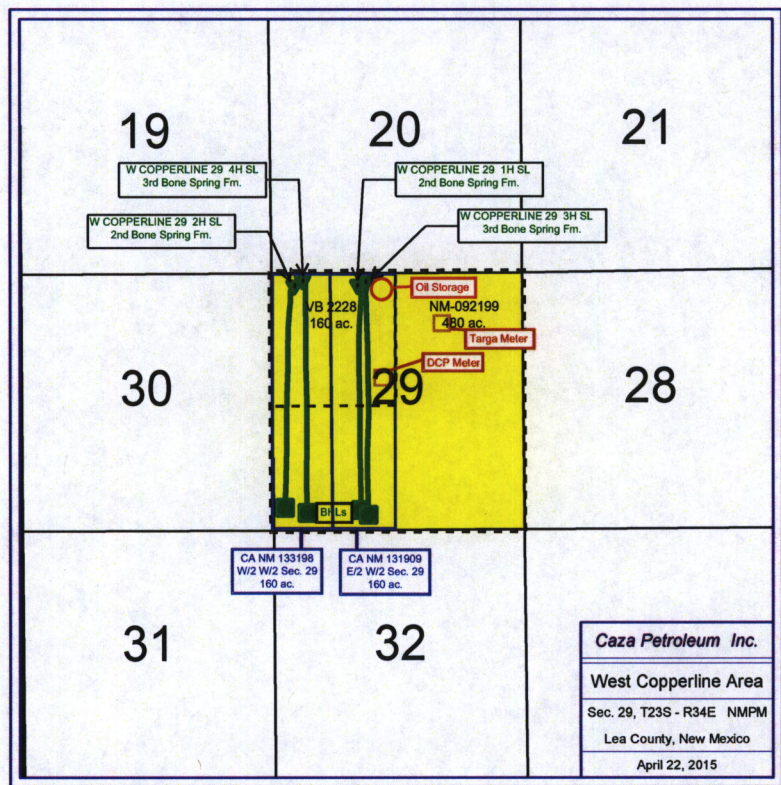 19
20
21
W COPPERLINE 29 4H SL
3rd Bone Spring Fm.
W COPPERLINE 29 1H SL
2nd Bone Spring Fm.
W COPPERLINE 29 2H SL
2nd Bone Spring Fm.
W COPPERLINE 29 3H SL
3rd Bone Spring Fm.
Oil Storage
VB 2228
160 ac.
NM-092199
480 ac.
Targa Meter
DCP Meter
30
29
28
BHLs
CA NM 133198
W/2 W/2 Sec. 29
160 ac.
CA NM 131909
E/2 W/2 Sec. 29
160 ac.
31
32
Caza Petroleum Inc.
West Copperline Area
Sec. 29, T23S - R34E NMPM
Lea County, New Mexico
April 22, 2015